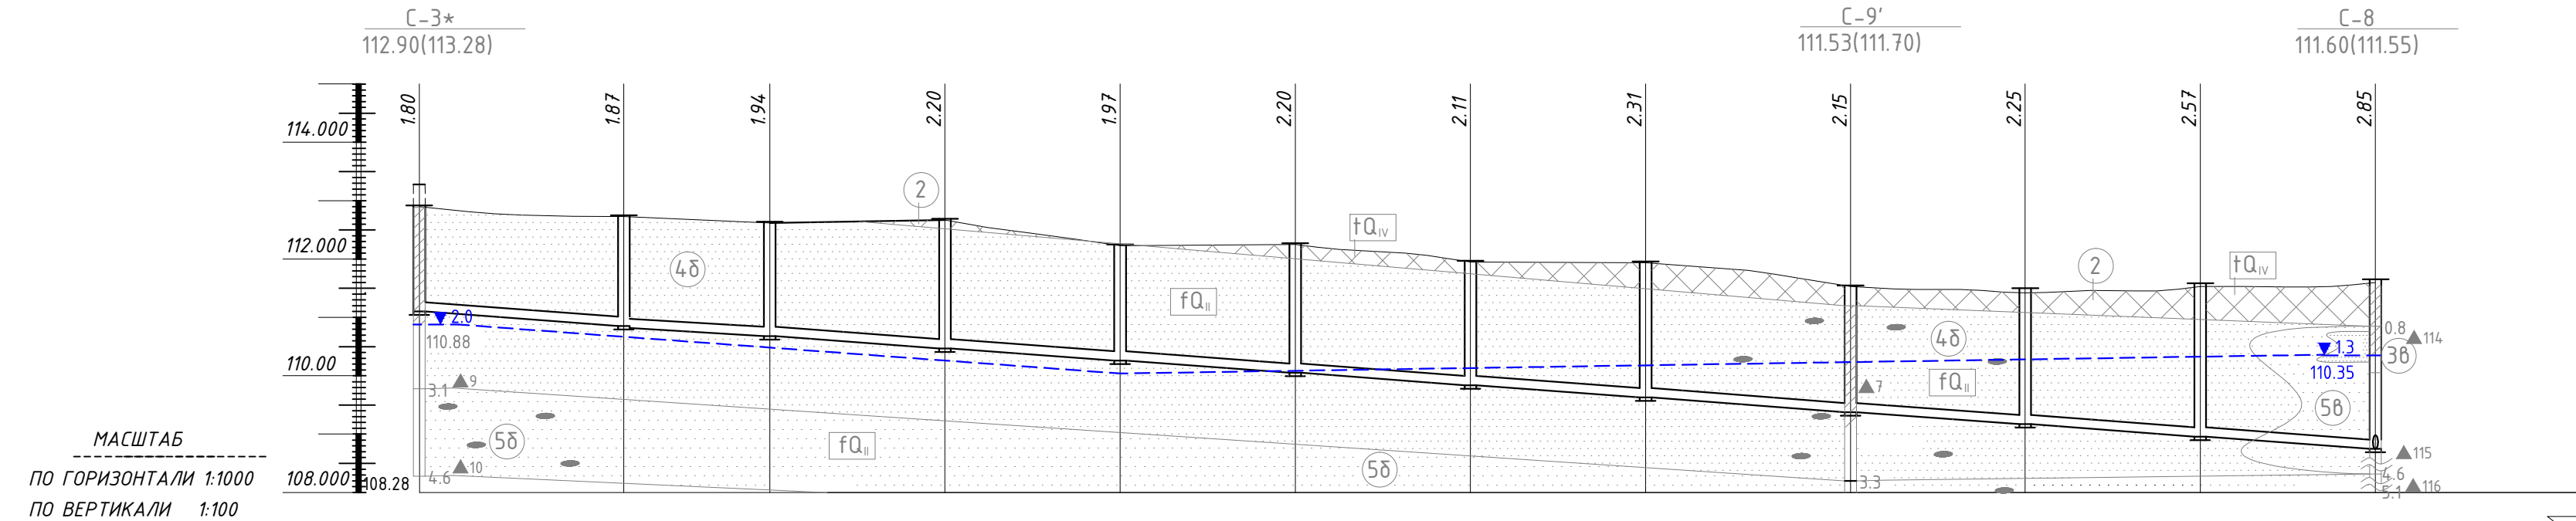 С-3*
112.90(113.28)
С-9'
111.53(111.70)
С-8
111.60(111.55)
1.80
1.87
1.94
2.20
1.97
2.20
2.11
2.31
2.15
2.25
2.57
2.85
114.000
112.000
110.00
108.000
108.28
2
tQIV
2
tQIV
4б
fQII
4б
fQII
2.0
110.88
0.8
114
1.3
3в
110.35
3.1
9
7
5в
5б
fQII
5б
4.6
10
3.3
115
4.6
5.1
116
МАСШТАБ
ПО ГОРИЗОНТАЛИ 1:1000
ПО ВЕРТИКАЛИ 1:100